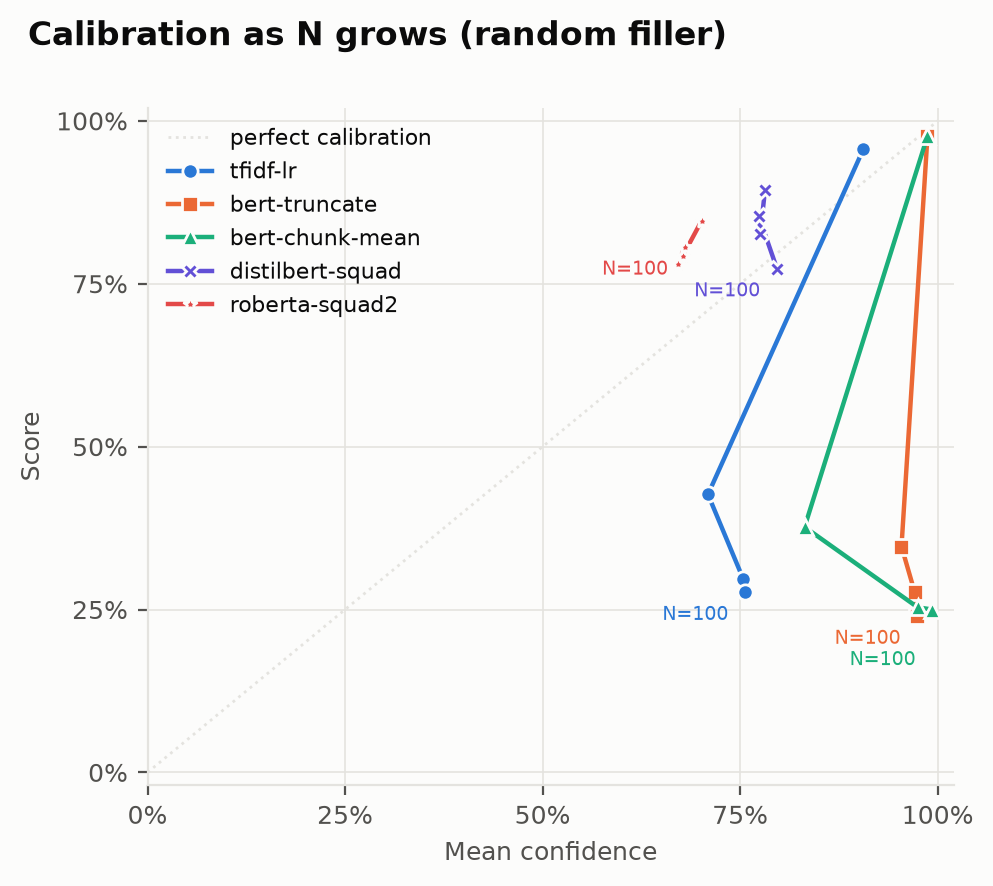 Calibration as N grows (random filler)
100%
75%
50%
25%
0%
Score
perfect calibration
tfidf-lr
bert-truncate
bert-chunk-mean
distilbert-squad
roberta-squad2
N=100
N=100
N=100
N=100
N=100
0%
25%
50%
75%
100%
Mean confidence